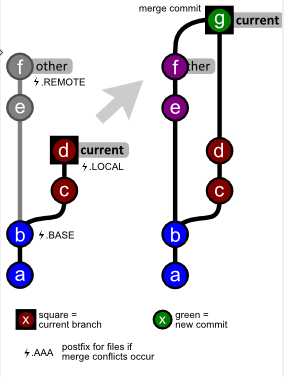 merge commit
g current
f other
f ther
⚡.REMOTE
e
e
d current
d
⚡.LOCAL
c
c
b ⚡.BASE
b
a
a
x square =
current branch
x green =
new commit
⚡.AAA postfix for files if
merge conflicts occur